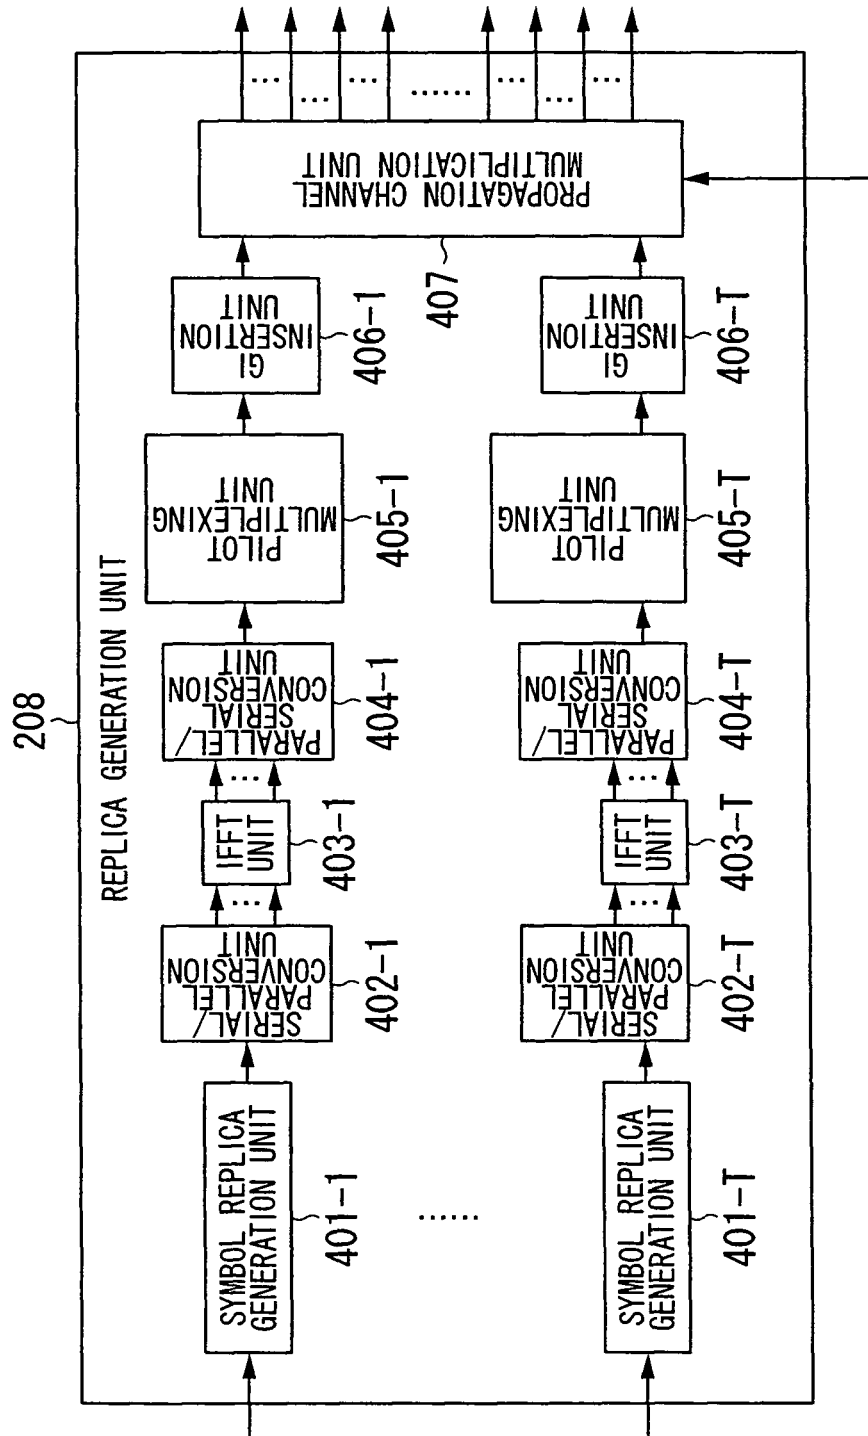 208
REPLICA GENERATION UNIT
SYMBOL REPLICA
GENERATION UNIT
401-1
SERIAL/
PARALLEL
CONVERSION
UNIT
402-1
IFFT
UNIT
403-1
PARALLEL/
SERIAL
CONVERSION
UNIT
404-1
PILOT
MULTIPLEXING
UNIT
405-1
GI
INSERTION
UNIT
406-1
PROPAGATION CHANNEL
MULTIPLICATION UNIT
407
SYMBOL REPLICA
GENERATION UNIT
401-T
SERIAL/
PARALLEL
CONVERSION
UNIT
402-T
IFFT
UNIT
403-T
PARALLEL/
SERIAL
CONVERSION
UNIT
404-T
PILOT
MULTIPLEXING
UNIT
405-T
GI
INSERTION
UNIT
406-T